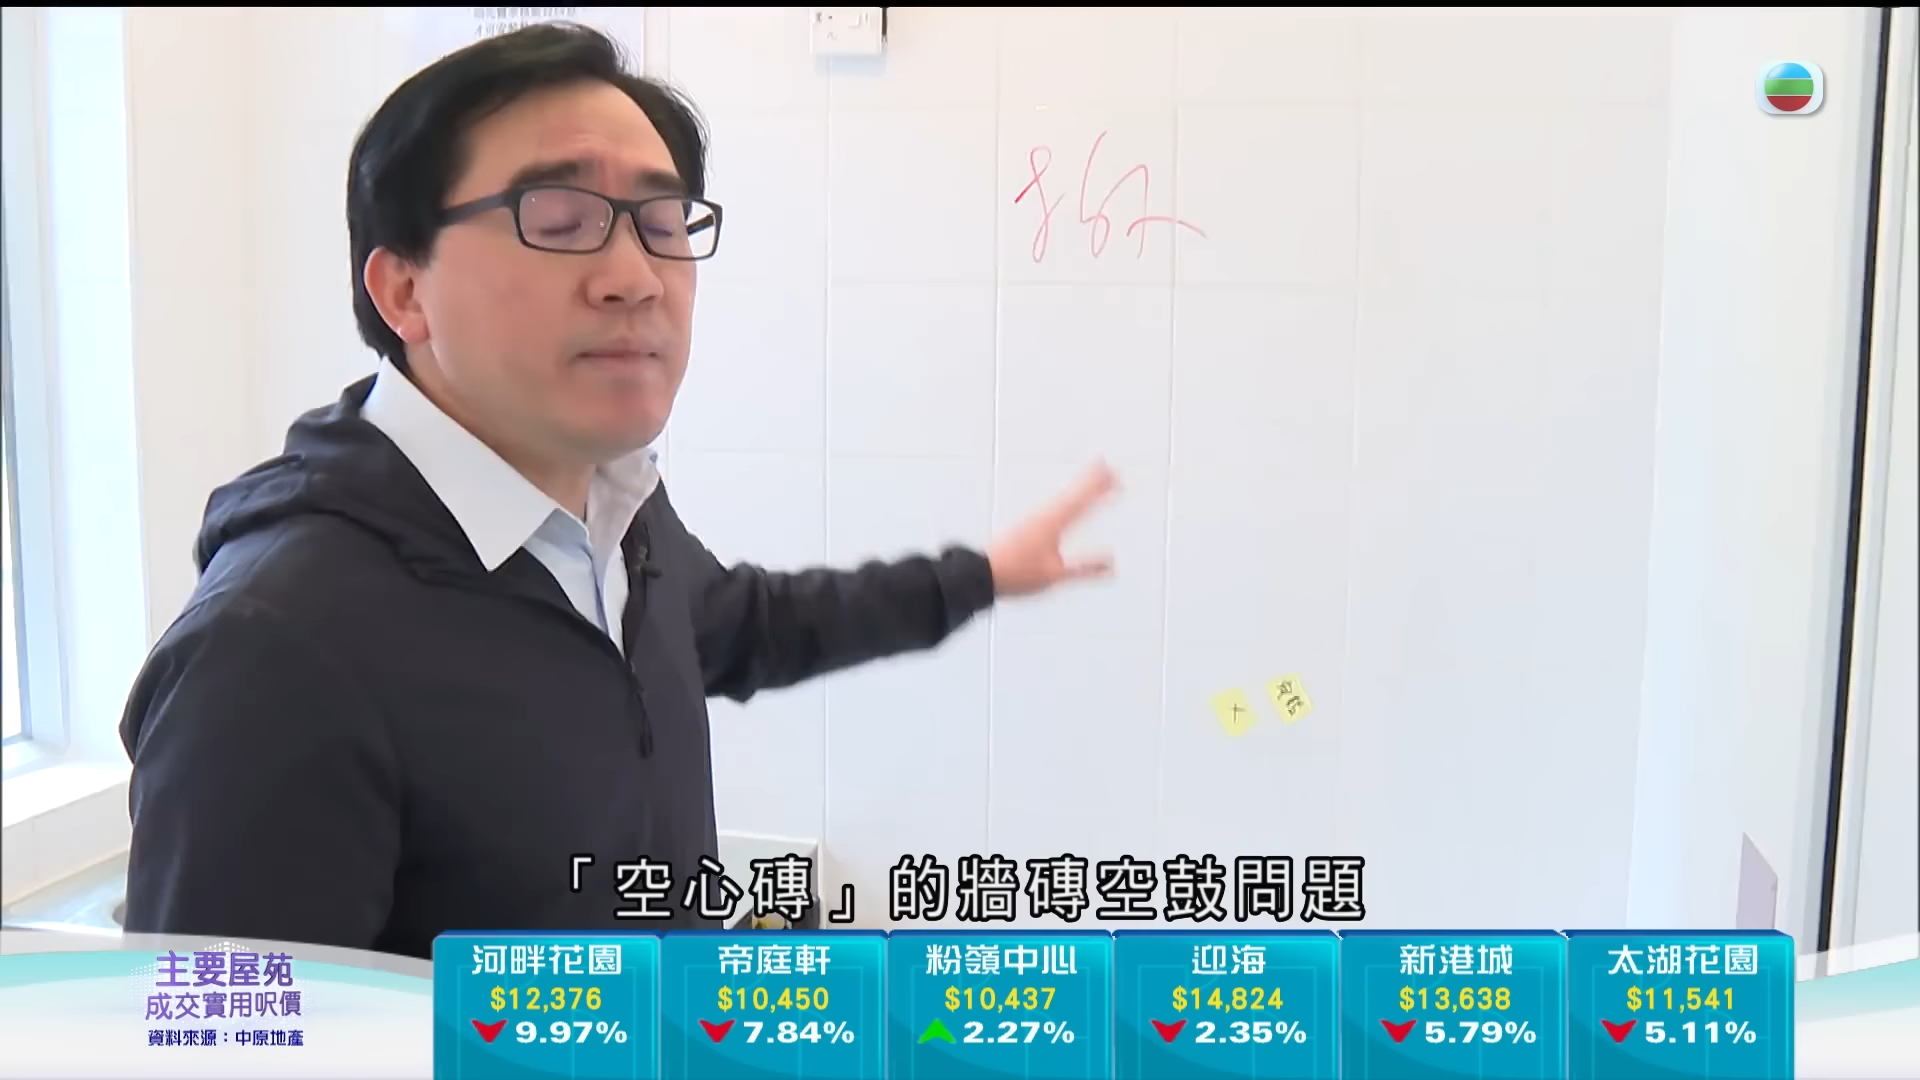 「空心磚」的牆磚空鼓問題
主要屋苑
成交實用呎價
資料來源：中原地產
河畔花園
$12,376
9.97%
帝庭軒
$10,450
7.84%
粉嶺中心
$10,437
2.27%
迎海
$14,824
2.35%
新港城
$13,638
5.79%
太湖花園
$11,541
5.11%